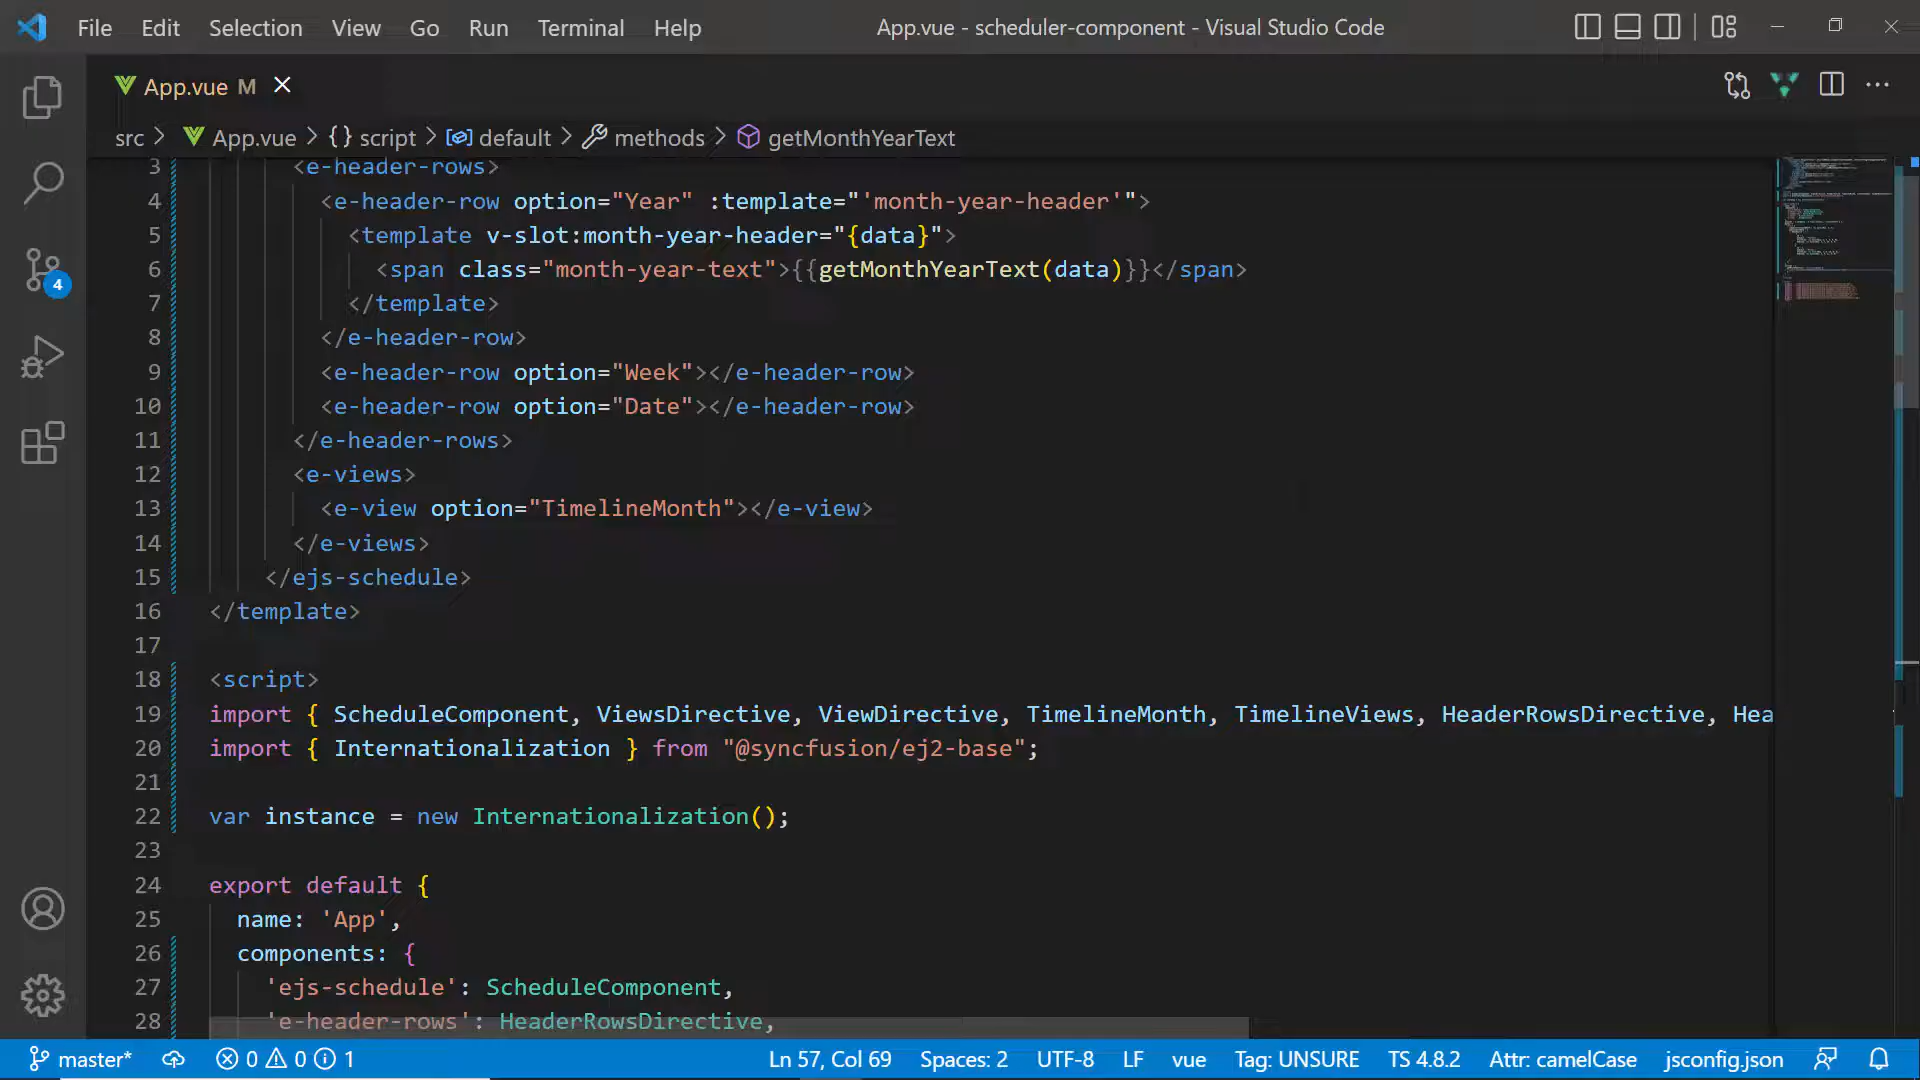 File Edit Selection View Go Run Terminal Help App.vue - scheduler-component - Visual Studio Code
App.vue M
src > App.vue > {} script > default > methods > getMonthYearText
3 <e-header-rows>
4 <e-header-row option="Year" :template="'month-year-header'">
5 <template v-slot:month-year-header="{data}">
6 <span class="month-year-text">{{getMonthYearText(data)}}</span>
7 </template>
8 </e-header-row>
9 <e-header-row option="Week"></e-header-row>
10 <e-header-row option="Date"></e-header-row>
11 </e-header-rows>
12 <e-views>
13 <e-view option="TimelineMonth"></e-view>
14 </e-views>
15 </ejs-schedule>
16 </template>
17
18 <script>
19 import { ScheduleComponent, ViewsDirective, ViewDirective, TimelineMonth, TimelineViews, HeaderRowsDirective, Hea
20 import { Internationalization } from "@syncfusion/ej2-base";
21
22 var instance = new Internationalization();
23
24 export default {
25 name: 'App',
26 components: {
27 'ejs-schedule': ScheduleComponent,
28 'e-header-rows': HeaderRowsDirective,
4
master* 0 0 1 Ln 57, Col 69 Spaces: 2 UTF-8 LF vue Tag: UNSURE TS 4.8.2 Attr: camelCase jsconfig.json